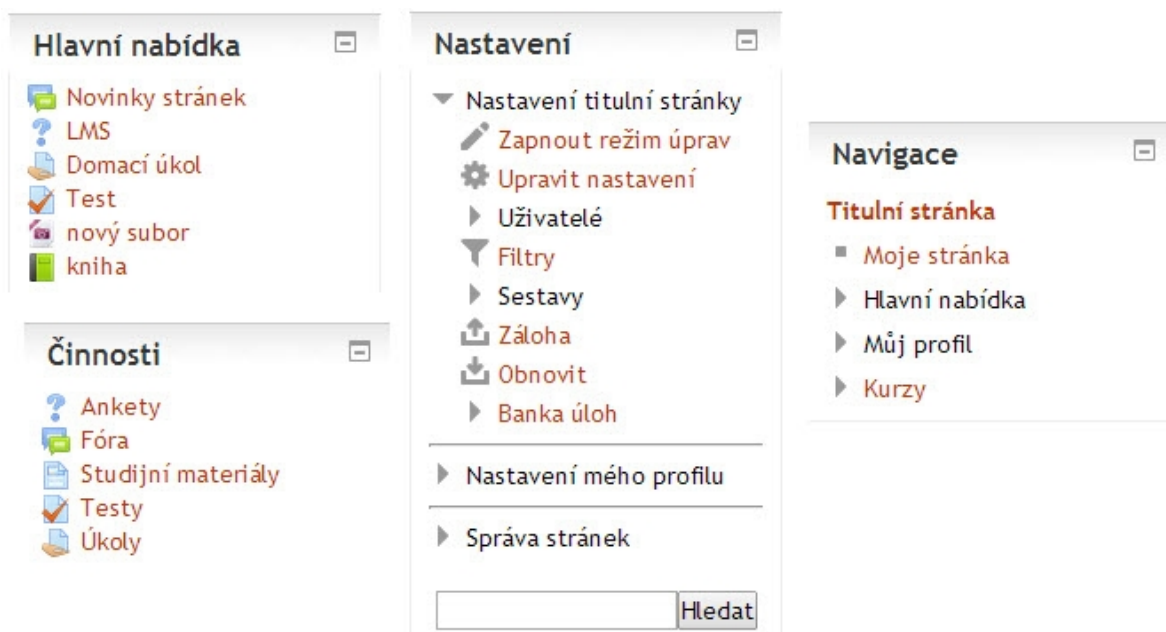 Hlavní nabídka
Novinky stránek
LMS
Domací úkol
Test
nový subor
kniha
Činnosti
Ankety
Fóra
Studijní materiály
Testy
Úkoly
Nastavení
Nastavení titulní stránky
Zapnout režim úprav
Upravit nastavení
Uživatelé
Filtry
Sestavy
Záloha
Obnovit
Banka úloh
Nastavení mého profilu
Správa stránek
Hledat
Navigace
Titulní stránka
Moje stránka
Hlavní nabídka
Můj profil
Kurzy